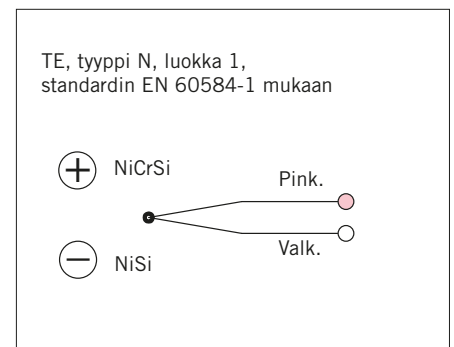 TE, tyyppi N, luokka 1,
standardin EN 60584-1 mukaan
NiCrSi
Pink.
Valk.
NiSi